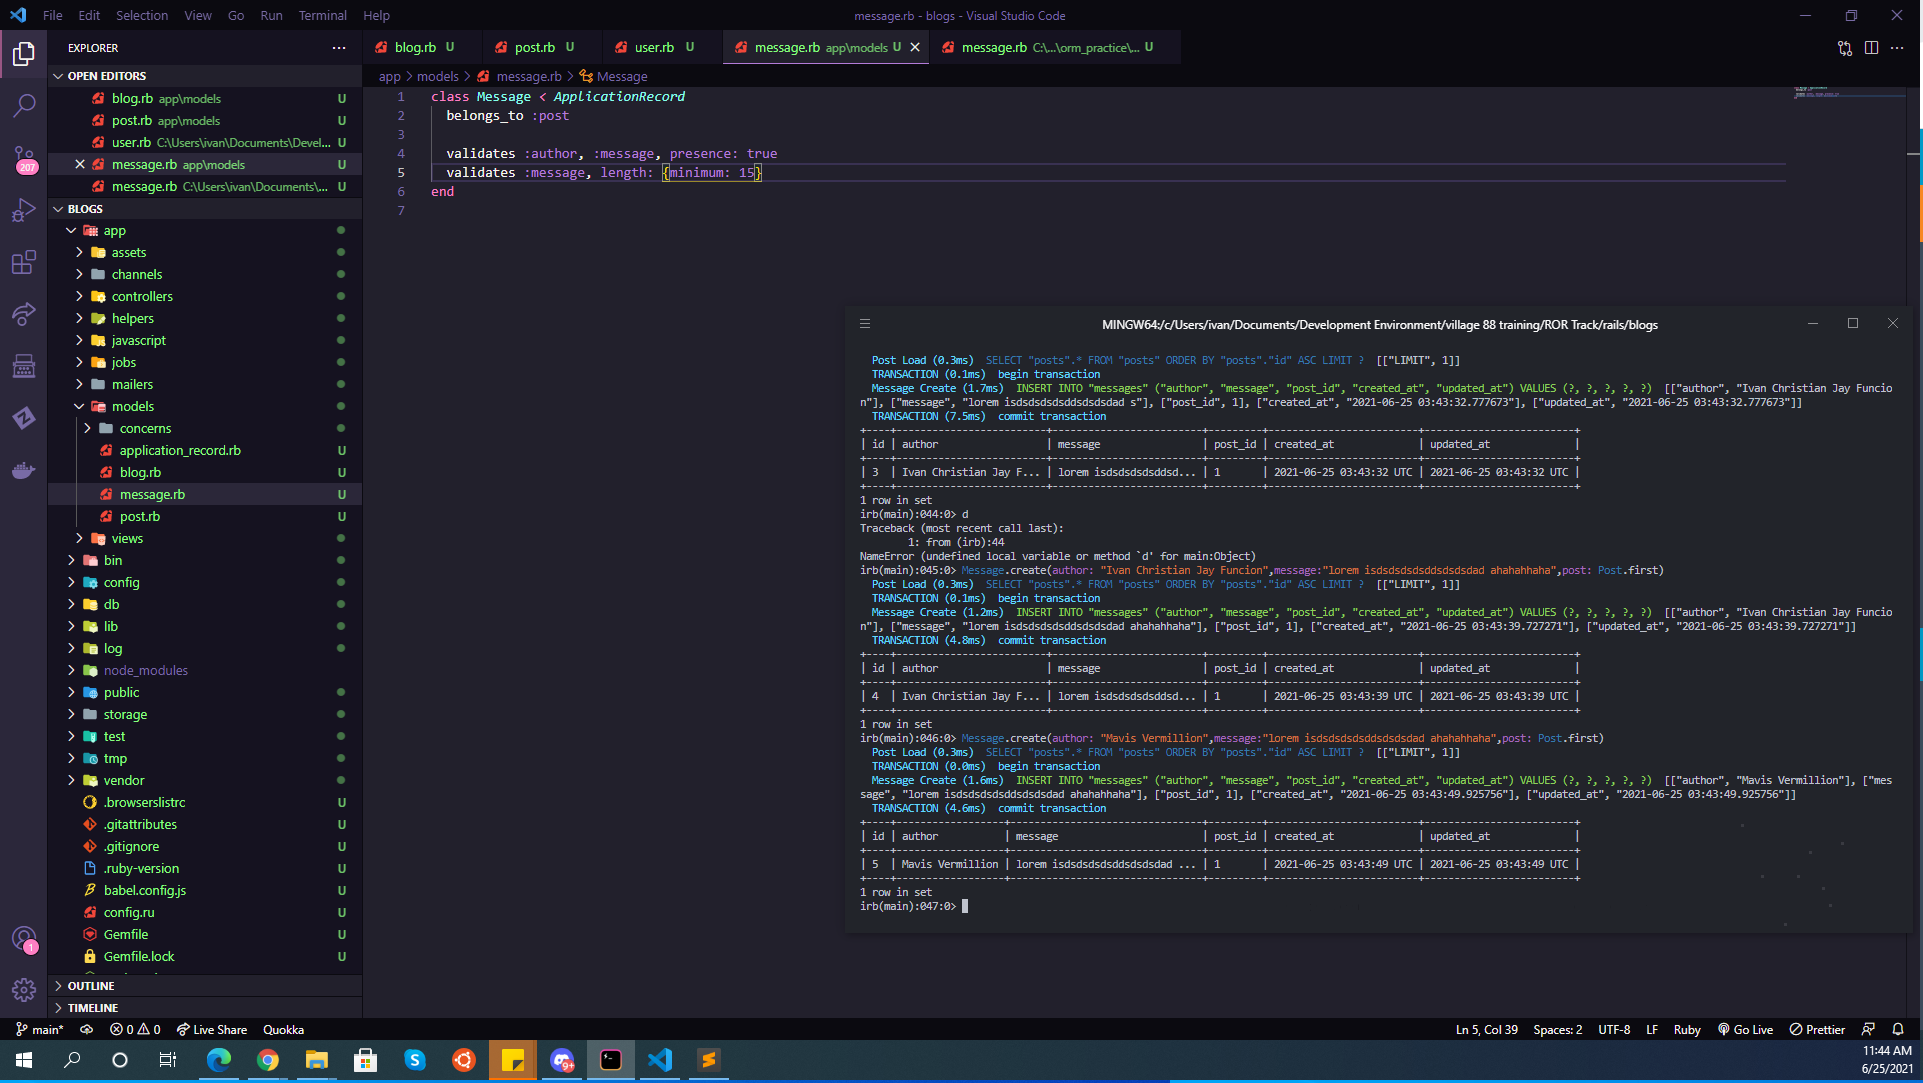 File Edit Selection View Go Run Terminal Help
message.rb - blogs - Visual Studio Code
EXPLORER
OPEN EDITORS
blog.rb app\models U
post.rb app\models U
user.rb C:\Users\ivan\Documents\Devel... U
message.rb app\models U
message.rb C:\Users\ivan\Documents\... U
BLOGS
app
assets
channels
controllers
helpers
javascript
jobs
mailers
models
concerns
application_record.rb U
blog.rb U
message.rb U
post.rb U
views
bin
config
db
lib
log
node_modules
public
storage
test
tmp
vendor
.browserslistrc U
.gitattributes U
.gitignore U
.ruby-version U
babel.config.js U
config.ru U
Gemfile U
Gemfile.lock U
OUTLINE
TIMELINE
207
1
blog.rb U post.rb U user.rb U message.rb app\models U message.rb C:\...\orm_practice\... U
app > models > message.rb > Message
1 class Message < ApplicationRecord
2 belongs_to :post
3
4 validates :author, :message, presence: true
5 validates :message, length: {minimum: 15}
6 end
7
MINGW64:/c/Users/ivan/Documents/Development Environment/village 88 training/ROR Track/rails/blogs
Post Load (0.3ms) SELECT "posts".* FROM "posts" ORDER BY "posts"."id" ASC LIMIT ? [["LIMIT", 1]]
TRANSACTION (0.1ms) begin transaction
Message Create (1.7ms) INSERT INTO "messages" ("author", "message", "post_id", "created_at", "updated_at") VALUES (?, ?, ?, ?, ?) [["author", "Ivan Christian Jay Funcio
n"], ["message", "lorem isdsdsdsdsddsdsdsdad s"], ["post_id", 1], ["created_at", "2021-06-25 03:43:32.777673"], ["updated_at", "2021-06-25 03:43:32.777673"]]
TRANSACTION (7.5ms) commit transaction
| id | author | message | post_id | created_at | updated_at |
| 3 | Ivan Christian Jay F... | lorem isdsdsdsdsddsd... | 1 | 2021-06-25 03:43:32 UTC | 2021-06-25 03:43:32 UTC |
1 row in set
irb(main):044:0> d
Traceback (most recent call last):
1: from (irb):44
NameError (undefined local variable or method `d' for main:Object)
irb(main):045:0> Message.create(author: "Ivan Christian Jay Funcion",message:"lorem isdsdsdsdsddsdsdsdad ahahahhaha",post: Post.first)
Post Load (0.3ms) SELECT "posts".* FROM "posts" ORDER BY "posts"."id" ASC LIMIT ? [["LIMIT", 1]]
TRANSACTION (0.1ms) begin transaction
Message Create (1.2ms) INSERT INTO "messages" ("author", "message", "post_id", "created_at", "updated_at") VALUES (?, ?, ?, ?, ?) [["author", "Ivan Christian Jay Funcio
n"], ["message", "lorem isdsdsdsdsddsdsdsdad ahahahhaha"], ["post_id", 1], ["created_at", "2021-06-25 03:43:39.727271"], ["updated_at", "2021-06-25 03:43:39.727271"]]
TRANSACTION (4.8ms) commit transaction
| id | author | message | post_id | created_at | updated_at |
| 4 | Ivan Christian Jay F... | lorem isdsdsdsdsddsd... | 1 | 2021-06-25 03:43:39 UTC | 2021-06-25 03:43:39 UTC |
1 row in set
irb(main):046:0> Message.create(author: "Mavis Vermillion",message:"lorem isdsdsdsdsddsdsdsdad ahahahhaha",post: Post.first)
Post Load (0.3ms) SELECT "posts".* FROM "posts" ORDER BY "posts"."id" ASC LIMIT ? [["LIMIT", 1]]
TRANSACTION (0.0ms) begin transaction
Message Create (1.6ms) INSERT INTO "messages" ("author", "message", "post_id", "created_at", "updated_at") VALUES (?, ?, ?, ?, ?) [["author", "Mavis Vermillion"], ["mes
sage", "lorem isdsdsdsdsddsdsdsdad ahahahhaha"], ["post_id", 1], ["created_at", "2021-06-25 03:43:49.925756"], ["updated_at", "2021-06-25 03:43:49.925756"]]
TRANSACTION (4.6ms) commit transaction
| id | author | message | post_id | created_at | updated_at |
| 5 | Mavis Vermillion | lorem isdsdsdsdsddsdsdsdad ... | 1 | 2021-06-25 03:43:49 UTC | 2021-06-25 03:43:49 UTC |
1 row in set
irb(main):047:0>
main* 0 0 Live Share Quokka Ln 5, Col 39 Spaces: 2 UTF-8 LF Ruby Go Live Prettier
9+
11:44 AM
6/25/2021